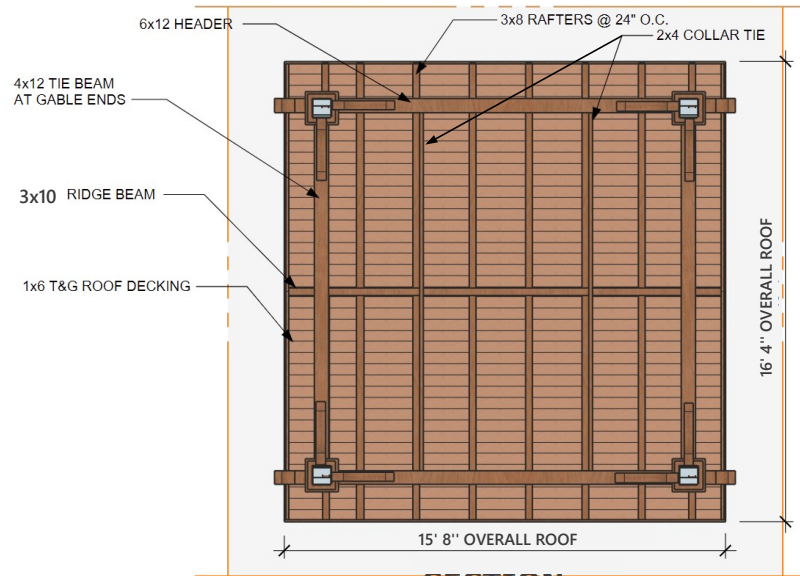 6x12 HEADER
3x8 RAFTERS @ 24" O.C.
2x4 COLLAR TIE
4x12 TIE BEAM
AT GABLE ENDS
3x10 RIDGE BEAM
1x6 T&G ROOF DECKING
16' 4'' OVERALL ROOF
15' 8'' OVERALL ROOF